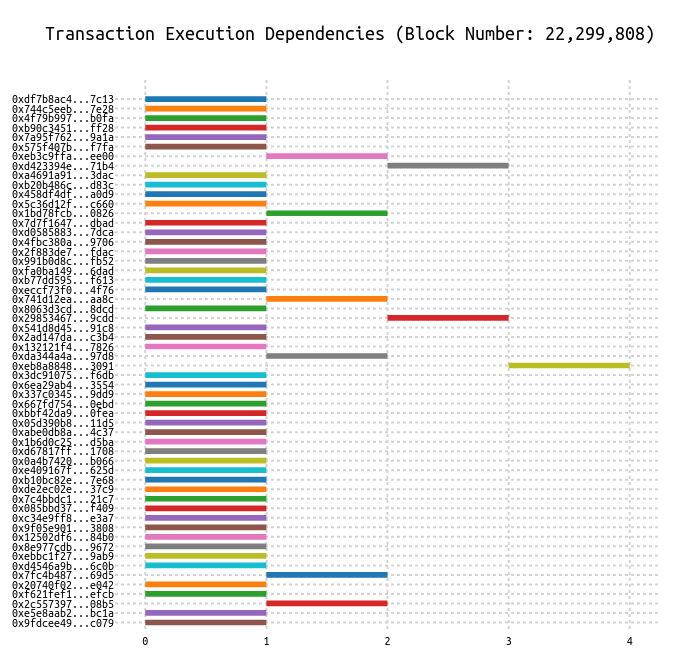 Transaction Execution Dependencies (Block Number: 22,299,808)
0xdf7b8ac4...7c13
0x744c5eeb...7e28
0x4f79b997...b0fa
0xb90c3451...ff28
0x7a95f762...9a1a
0x575f407b...f7fa
0xeb3c9ffa...ee00
0xd423394e...71b4
0xa4691a91...3dac
0xb20b486c...d83c
0x458df4df...a0d9
0x5c36d12f...c660
0x1bd78fcb...0826
0x7d7f1647...dbad
0xd0585883...7dca
0x4fbc380a...9706
0x2f883de7...fdac
0x991b0d8c...fb52
0xfa0ba149...6dad
0xb77dd595...f613
0xeccf73f0...4f76
0x741d12ea...aa8c
0x8063d3cd...8dcd
0x29853467...9cdd
0x541d8d45...91c8
0x2ad147da...c3b4
0x132121f4...7826
0xda344a4a...97d8
0xeb8a8848...3091
0x3dc91075...f6db
0x6ea29ab4...3554
0x337c0345...9dd9
0x667fd754...0ebd
0xbbf42da9...0fea
0x05d390b8...11d5
0xabe0db8a...4c37
0x1b6d0c25...d5ba
0xd67817ff...1708
0x0a4b7420...b066
0xe409167f...625d
0xb10bc82e...7e68
0xde2ec02e...37c9
0x7c4bbdc1...21c7
0x085bbd37...f409
0xc34e9ff8...e3a7
0x9f05e901...3808
0x12502df6...84b0
0x8e977cdb...9672
0xebbc1f27...9ab9
0xd4546a9b...6c0b
0x7fc4b487...69d5
0x20740f02...e042
0xf621fef1...efcb
0x2c557397...08b5
0xe5e8aab2...bc1a
0x9fdcee49...c079
0 1 2 3 4